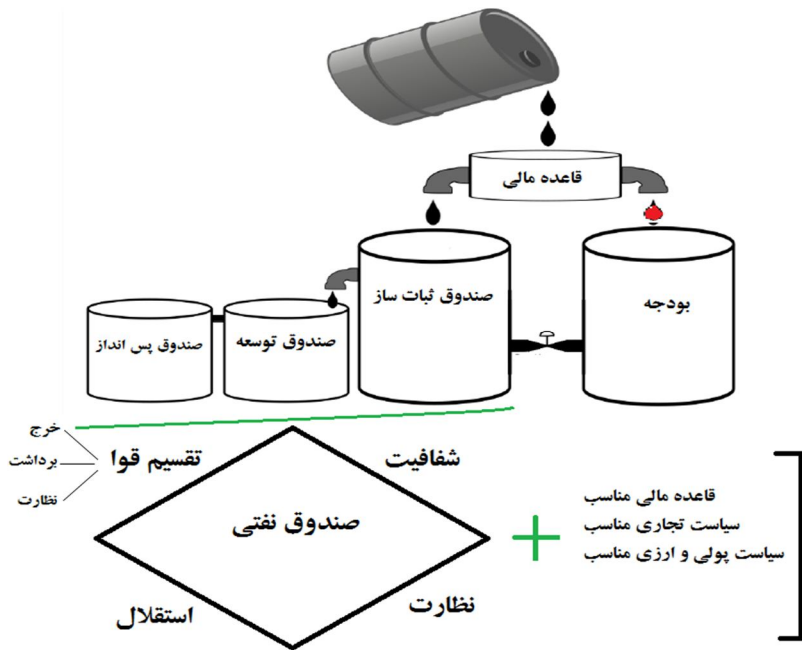 قاعده مالی
بودجه
صندوق ثبات ساز
صندوق توسعه
صندوق پس انداز
خرج
برداشت
نظارت
تقسیم قوا
شفافیت
صندوق نفتی
استقلال
نظارت
قاعده مالی مناسب
سیاست تجاری مناسب
سیاست پولی و ارزی مناسب